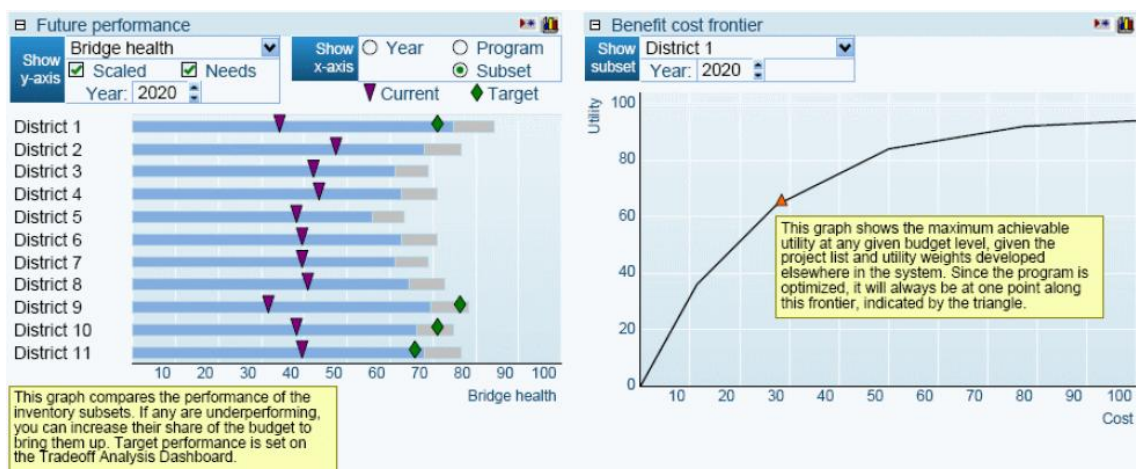 Future performance
Show y-axis
Bridge health
Scaled
Needs
Year: 2020
Show x-axis
Year
Program
Subset
Current
Target
District 1
District 2
District 3
District 4
District 5
District 6
District 7
District 8
District 9
District 10
District 11
10 20 30 40 50 60 70 80 90 100
Bridge health
This graph compares the performance of the
inventory subsets. If any are underperforming,
you can increase their share of the budget to
bring them up. Target performance is set on
the Tradeoff Analysis Dashboard.
Benefit cost frontier
Show subset
District 1
Year: 2020
Utility
100
80
60
40
20
0
10 20 30 40 50 60 70 80 90 100
Cost
This graph shows the maximum achievable
utility at any given budget level, given the
project list and utility weights developed
elsewhere in the system. Since the program is
optimized, it will always be at one point along
this frontier, indicated by the triangle.